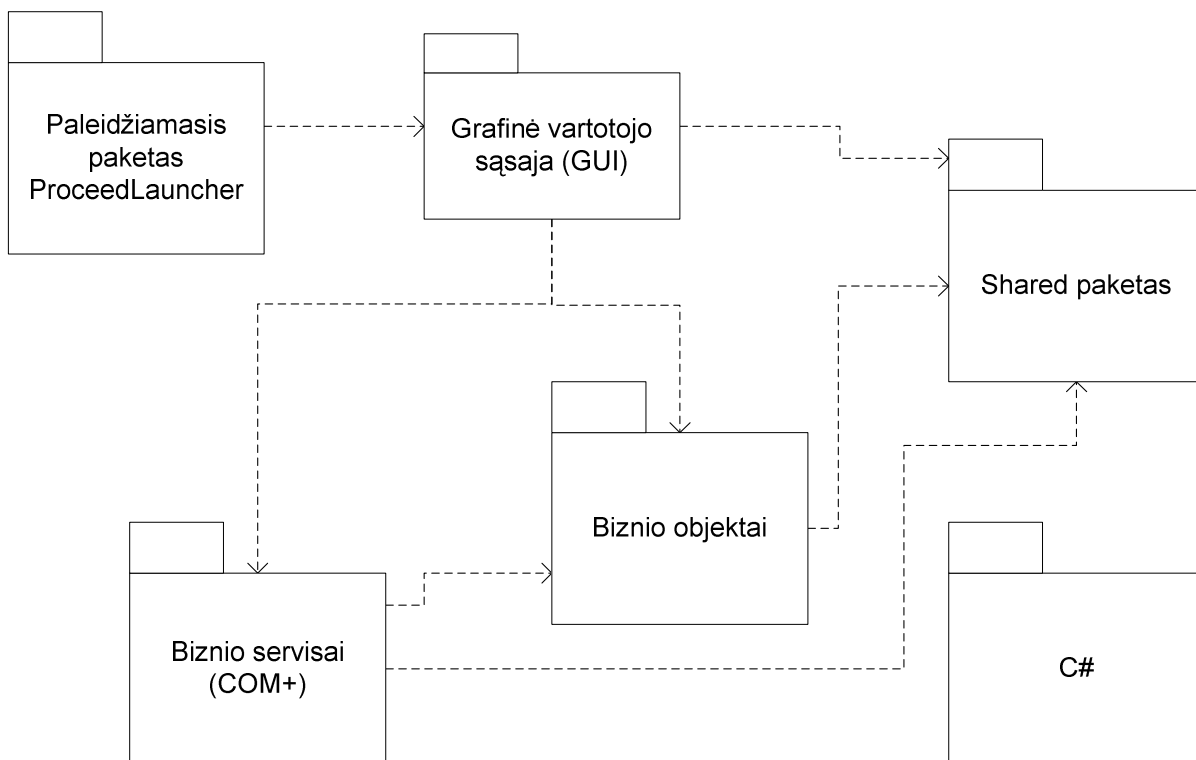 Paleidžiamasis
paketas
ProceedLauncher
Grafinė vartotojo
sąsaja (GUI)
Shared paketas
Biznio objektai
Biznio servisai
(COM+)
C#